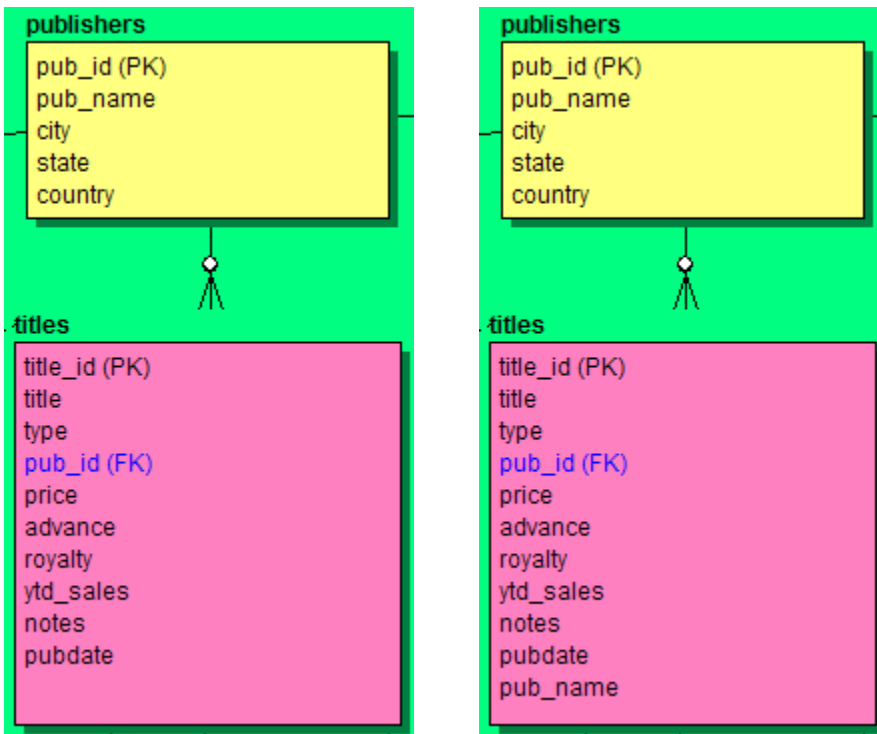 publishers
pub_id (PK)
pub_name
city
state
country
titles
title_id (PK)
title
type
pub_id (FK)
price
advance
royalty
ytd_sales
notes
pubdate
publishers
pub_id (PK)
pub_name
city
state
country
titles
title_id (PK)
title
type
pub_id (FK)
price
advance
royalty
ytd_sales
notes
pubdate
pub_name